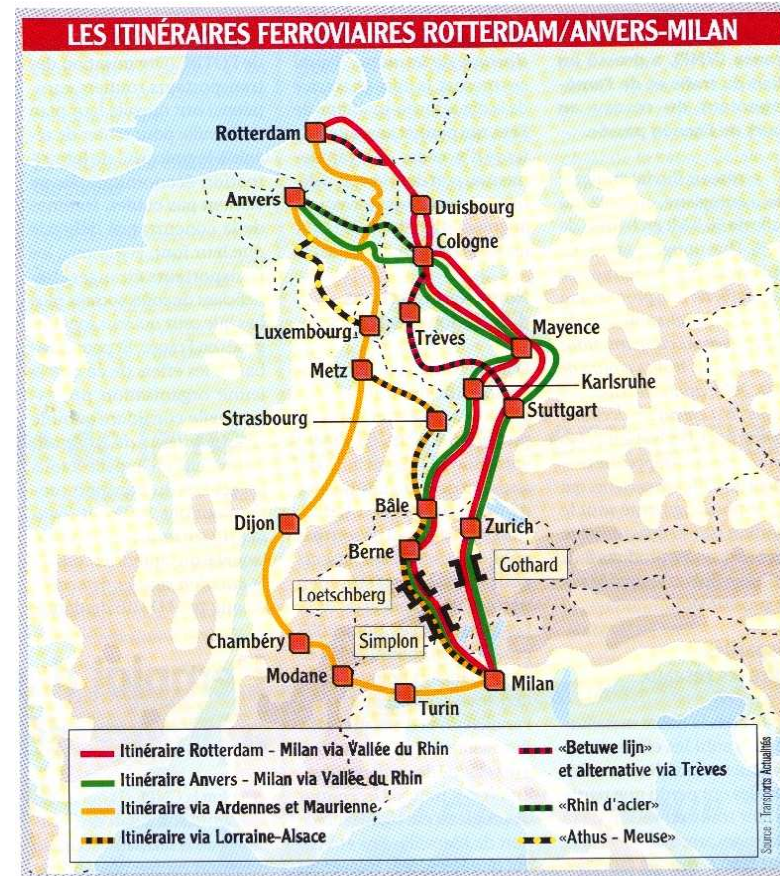 LES ITINÉRAIRES FERROVIAIRES ROTTERDAM/ANVERS-MILAN
Rotterdam
Anvers
Duisbourg
Cologne
Luxembourg
Trèves
Mayence
Metz
Karlsruhe
Strasbourg
Stuttgart
Bâle
Dijon
Zurich
Berne
Gothard
Loetschberg
Chambéry
Simplon
Modane
Milan
Turin
Itinéraire Rotterdam - Milan via Vallée du Rhin
Itinéraire Anvers - Milan via Vallée du Rhin
Itinéraire via Ardennes et Maurienne
Itinéraire via Lorraine-Alsace
«Betuwe lijn»
et alternative via Trèves
«Rhin d'acier»
«Athus - Meuse»
Source : Transports Actualités